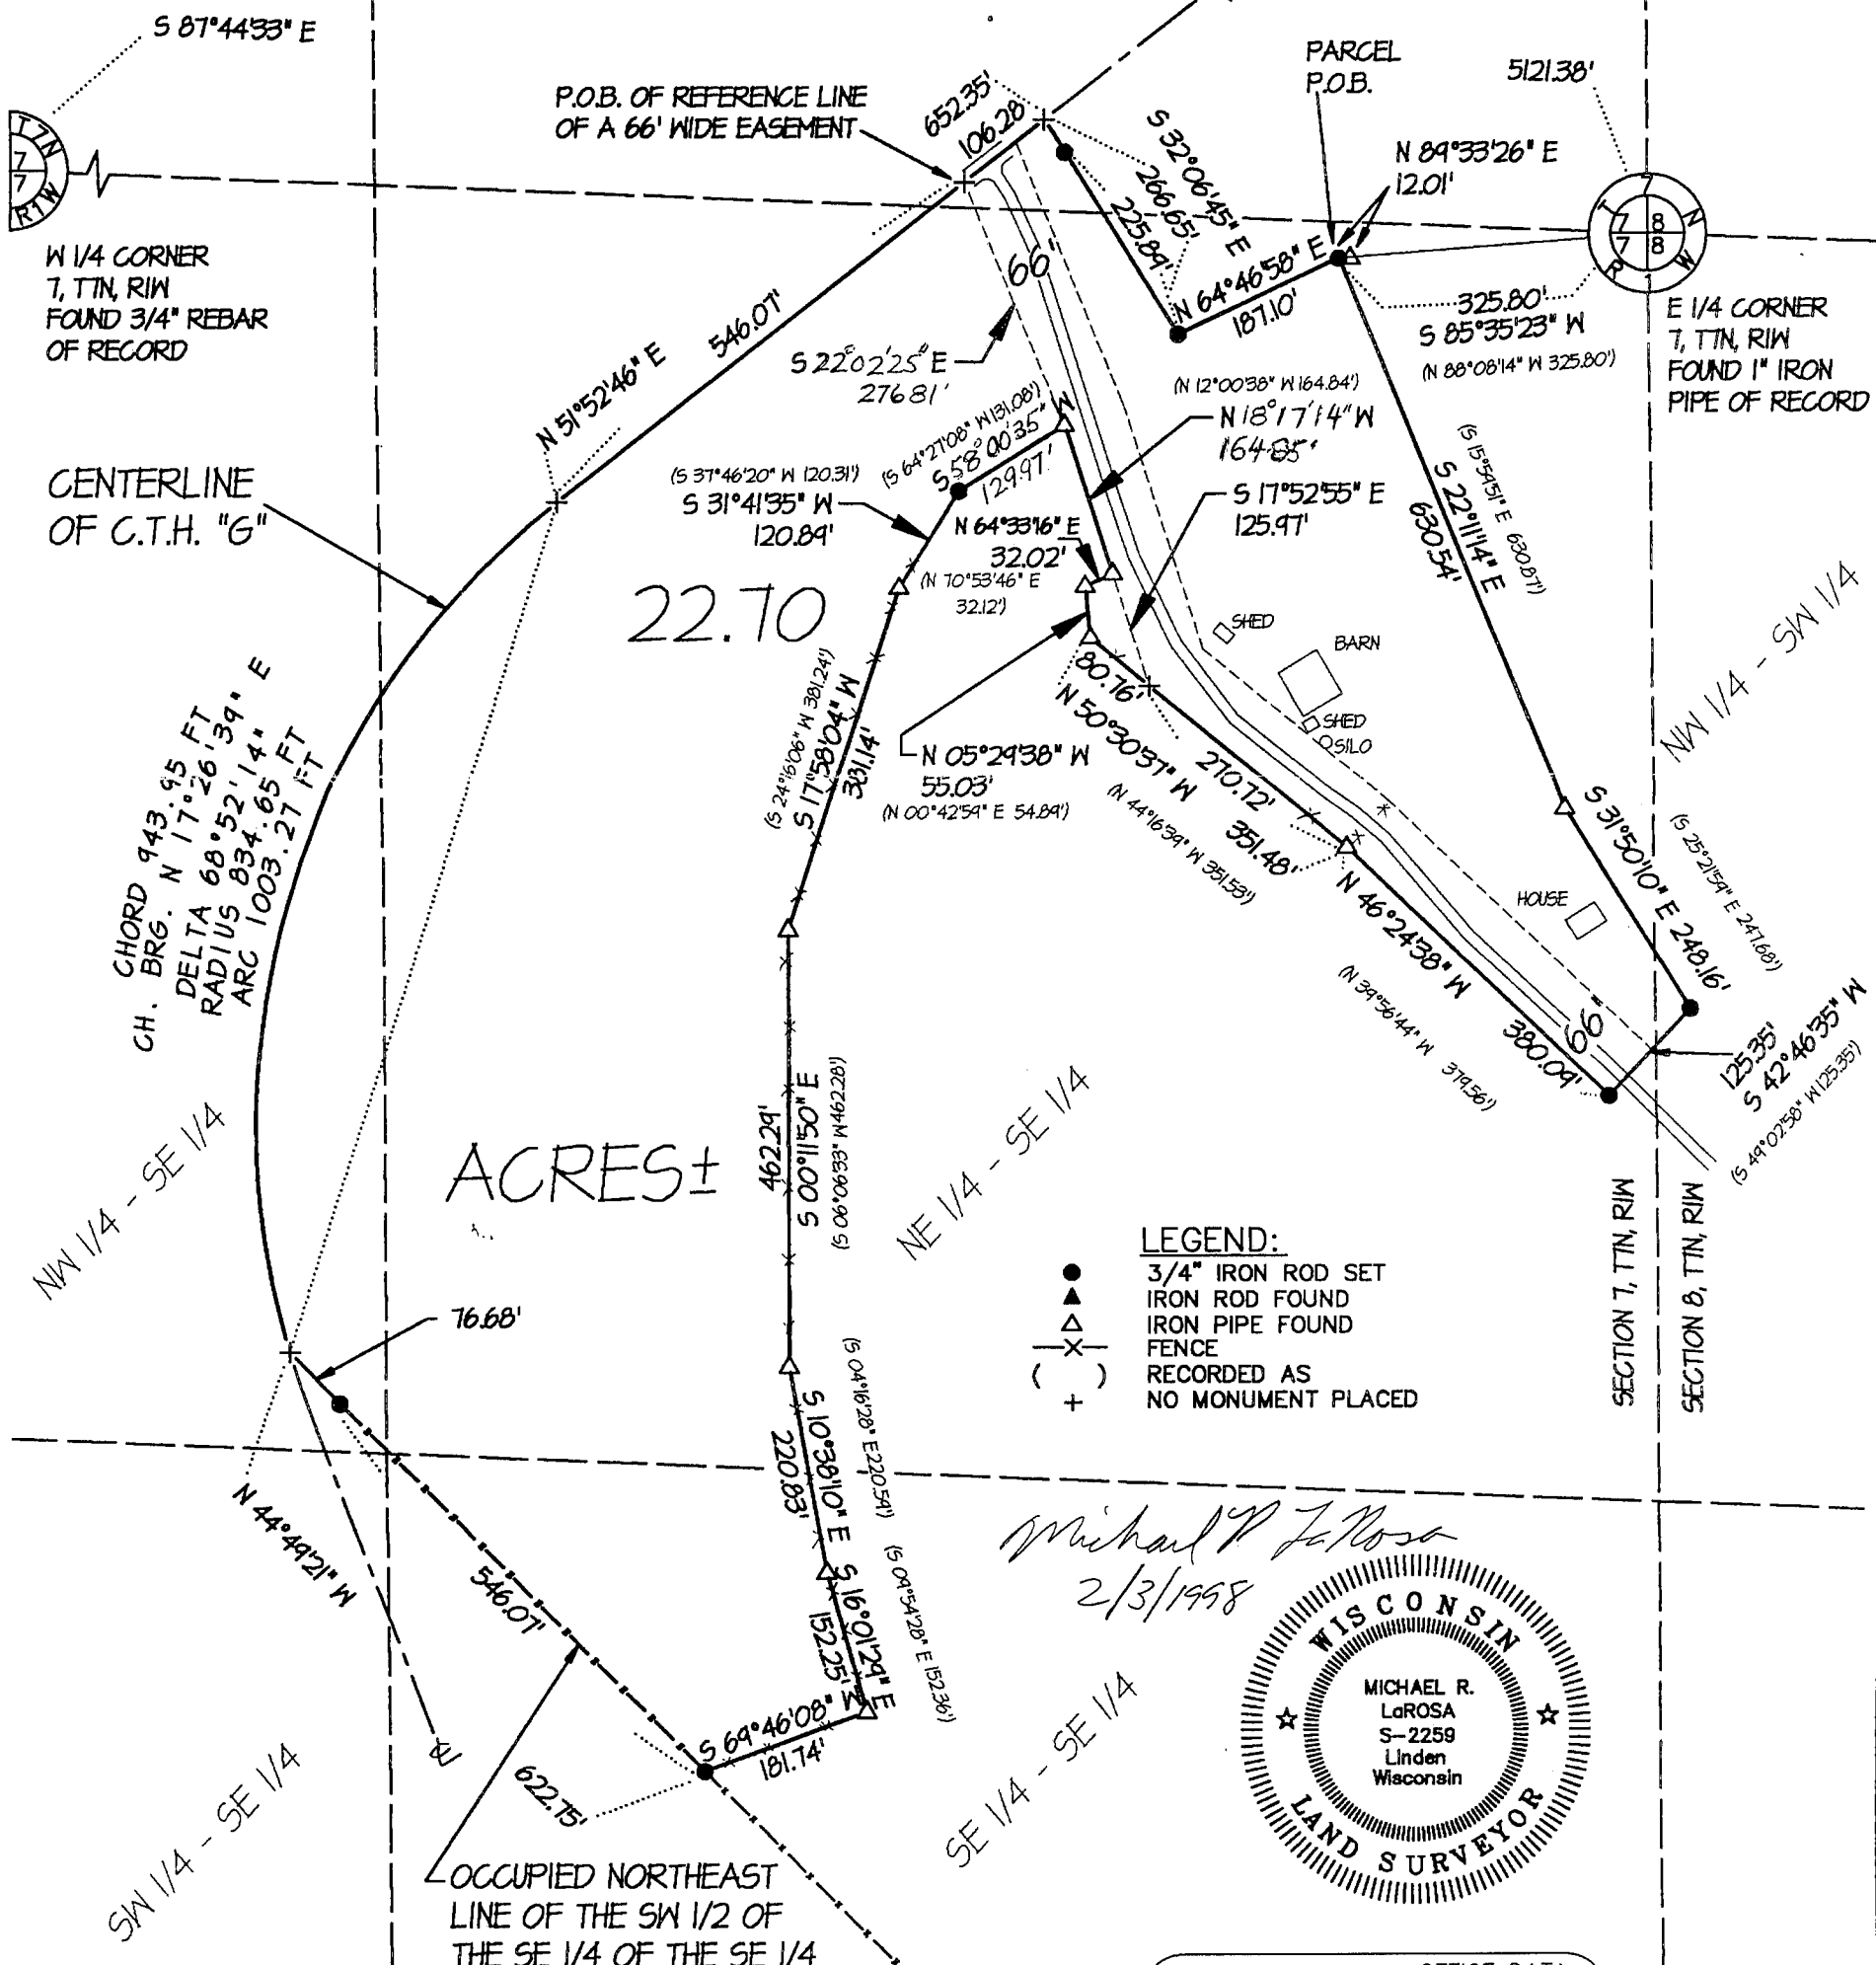 S 87°44'33" E
P.O.B. OF REFERENCE LINE
OF A 66' WIDE EASEMENT
652.35'
106.28
PARCEL
P.O.B.
5121.38'
T7N
7
7
R1W
W 1/4 CORNER
7, T7N, R1W
FOUND 3/4" REBAR
OF RECORD
S 32°06'45" E
266.65'
225.89'
N 89°33'26" E
12.01'
7
T N
7 8
7 8
R W
1
E 1/4 CORNER
7, T7N, R1W
FOUND 1" IRON
PIPE OF RECORD
N 64°46'58" E
187.10'
325.80'
S 85°35'23" W
(N 88°08'14" W 325.80')
66'
S 22°02'25" E
276.81'
N 51°52'46" E
546.07'
CENTERLINE
OF C.T.H. "G"
(N 12°00'38" W 164.84')
N 18°17'14" W
164.85'
(S 64°27'08" W 131.08')
S 58°00'35" W
129.97'
(S 37°46'20" W 120.31')
S 31°41'35" W
120.89'
S 17°52'55" E
125.97'
N 64°33'16" E
32.02'
(N 70°53'46" E
32.12')
(S 15°59'51" E 630.87')
S 22°11'14" E
630.54'
22.70
SHED
BARN
SHED
SILO
HOUSE
NW 1/4 - SW 1/4
(S 24°16'06" W 381.24')
S 17°58'04" W
381.14'
80.76'
N 50°30'37" W
270.72'
351.48'
(N 44°16'39" W 351.53')
N 05°29'38" W
55.03'
(N 00°42'59" E 54.89')
CHORD 943.95 FT
CH. BRG. N 17°26'39" E
DELTA 68°52'14"
RADIUS 834.65 FT
ARC 1003.27 FT
S 31°50'10" E 248.16'
(S 25°21'59" E 247.68')
N 46°24'38" W
380.09'
(N 39°56'44" W 379.56')
66'
125.35'
S 42°46'35" W
(S 49°02'58" W 125.35')
462.29'
S 00°11'50" E
(S 06°06'33" W 462.28')
ACRES±
NW 1/4 - SE 1/4
NE 1/4 - SE 1/4
SECTION 7, T7N, R1W
SECTION 8, T7N, R1W
LEGEND:
3/4" IRON ROD SET
IRON ROD FOUND
IRON PIPE FOUND
FENCE
( ) RECORDED AS
+ NO MONUMENT PLACED
76.68'
N 44°49'21" W
546.07'
S 10°38'10" E
220.83'
(S 04°16'28" E 220.59')
S 16°01'29" E
152.25'
(S 09°54'28" E 152.36')
S 69°46'08" W
181.74'
622.75'
Michael R LaRosa
2/3/1998
WISCONSIN
MICHAEL R.
LaROSA
S-2259
Linden
Wisconsin
LAND SURVEYOR
SW 1/4 - SE 1/4
SE 1/4 - SE 1/4
OCCUPIED NORTHEAST
LINE OF THE SW 1/2 OF
THE SE 1/4 OF THE SE 1/4